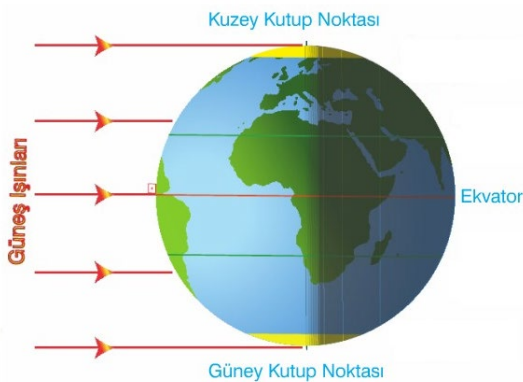 Kuzey Kutup Noktası
Güneş Işınları
Ekvator
Güney Kutup Noktası